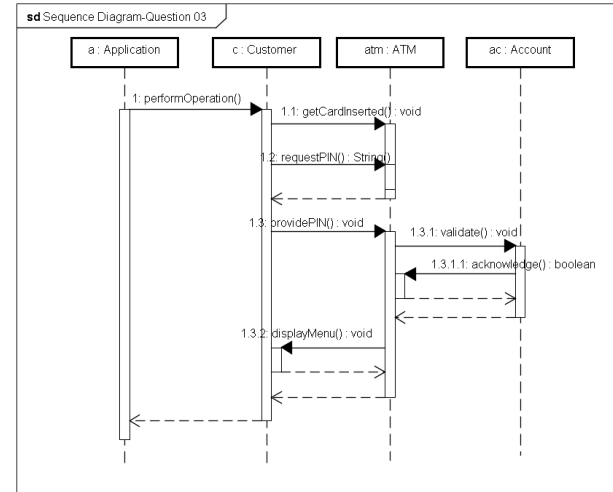 sd Sequence Diagram-Question 03
a : Application
c : Customer
atm : ATM
ac : Account
1: performOperation()
1.1: getCardInserted() : void
1.2: requestPIN() : String()
1.3: providePIN() : void
1.3.1: validate() : void
1.3.1.1: acknowledge() : boolean
1.3.2: displayMenu() : void